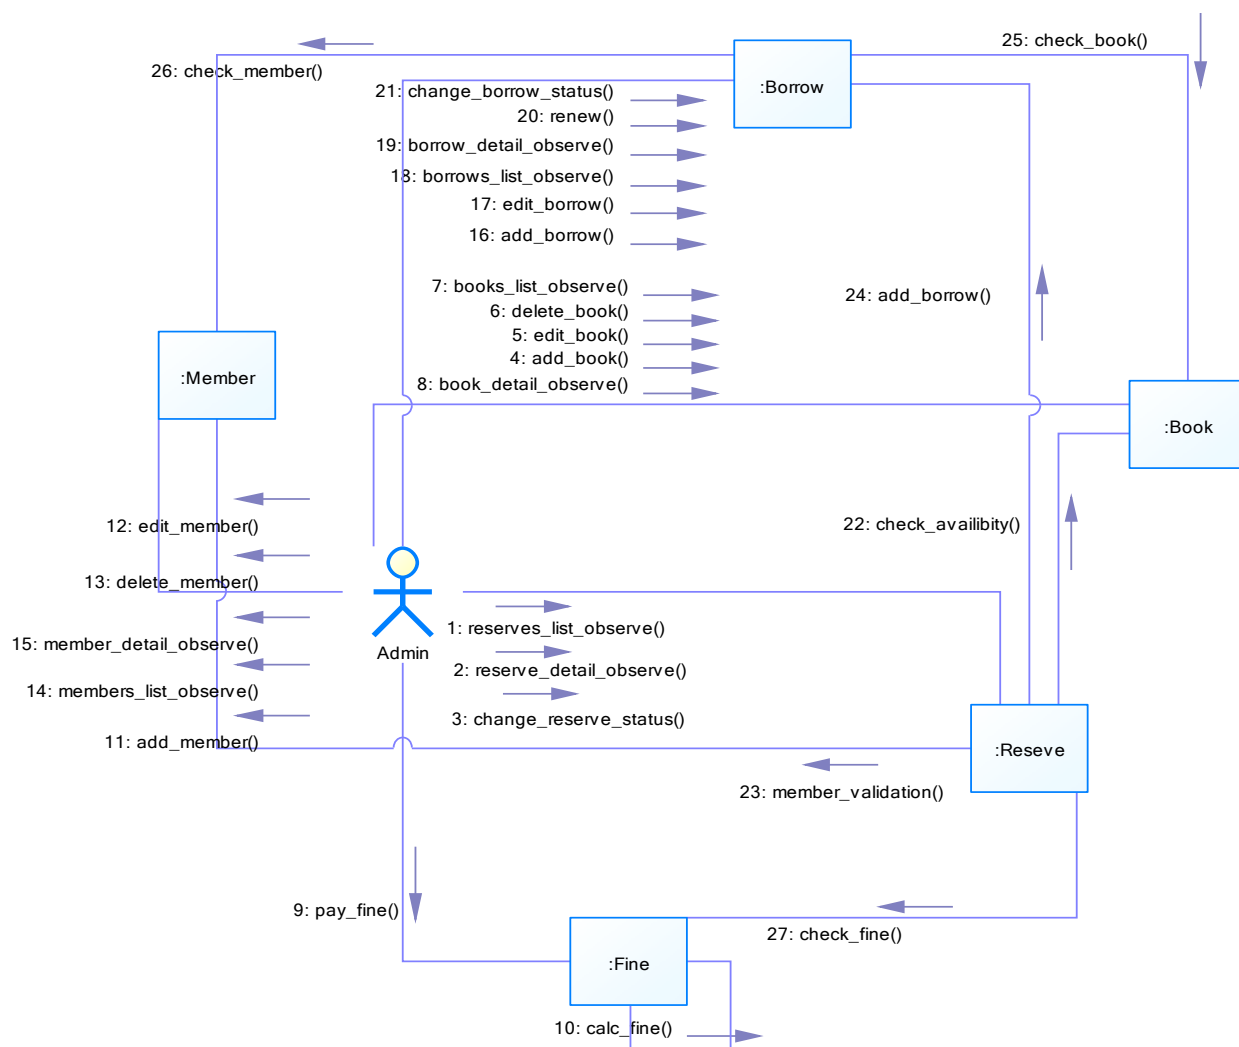 25: check_book()
26: check_member()
:Borrow
21: change_borrow_status()
20: renew()
19: borrow_detail_observe()
18: borrows_list_observe()
17: edit_borrow()
16: add_borrow()
7: books_list_observe()
24: add_borrow()
6: delete_book()
5: edit_book()
4: add_book()
:Member
8: book_detail_observe()
:Book
12: edit_member()
22: check_availibity()
13: delete_member()
1: reserves_list_observe()
15: member_detail_observe()
Admin
2: reserve_detail_observe()
14: members_list_observe()
3: change_reserve_status()
11: add_member()
:Reseve
23: member_validation()
9: pay_fine()
27: check_fine()
:Fine
10: calc_fine()